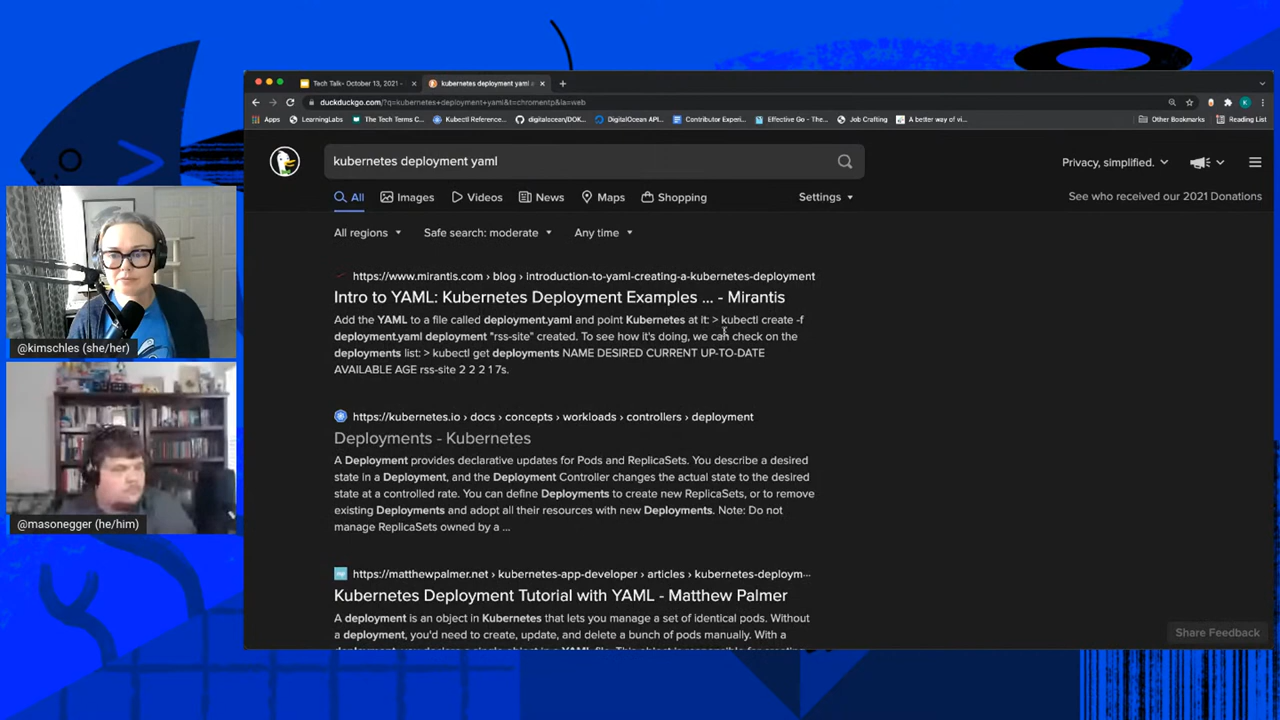 Tech Talk- October 13, 2021 -
kubernetes deployment yaml
duckduckgo.com/?q=kubernetes+deployment+yaml&t=chromentp&ia=web
Apps LearningLabs The Tech Terms C... Kubectl Reference... digitalocean/DOK... DigitalOcean API... Contributor Experi... Effective Go - The... Job Crafting A better way of vi... Other Bookmarks Reading List
kubernetes deployment yaml
Privacy, simplified.
All Images Videos News Maps Shopping Settings
See who received our 2021 Donations
All regions Safe search: moderate Any time
https://www.mirantis.com › blog › introduction-to-yaml-creating-a-kubernetes-deployment
Intro to YAML: Kubernetes Deployment Examples ... - Mirantis
Add the YAML to a file called deployment.yaml and point Kubernetes at it: > kubectl create -f
deployment.yaml deployment "rss-site" created. To see how it's doing, we can check on the
deployments list: > kubectl get deployments NAME DESIRED CURRENT UP-TO-DATE
AVAILABLE AGE rss-site 2 2 2 1 7s.
https://kubernetes.io › docs › concepts › workloads › controllers › deployment
Deployments - Kubernetes
A Deployment provides declarative updates for Pods and ReplicaSets. You describe a desired
state in a Deployment, and the Deployment Controller changes the actual state to the desired
state at a controlled rate. You can define Deployments to create new ReplicaSets, or to remove
existing Deployments and adopt all their resources with new Deployments. Note: Do not
manage ReplicaSets owned by a ...
https://matthewpalmer.net › kubernetes-app-developer › articles › kubernetes-deploym...
Kubernetes Deployment Tutorial with YAML - Matthew Palmer
A deployment is an object in Kubernetes that lets you manage a set of identical pods. Without
a deployment, you'd need to create, update, and delete a bunch of pods manually. With a
Share Feedback
@kimschles (she/her)
@masonegger (he/him)